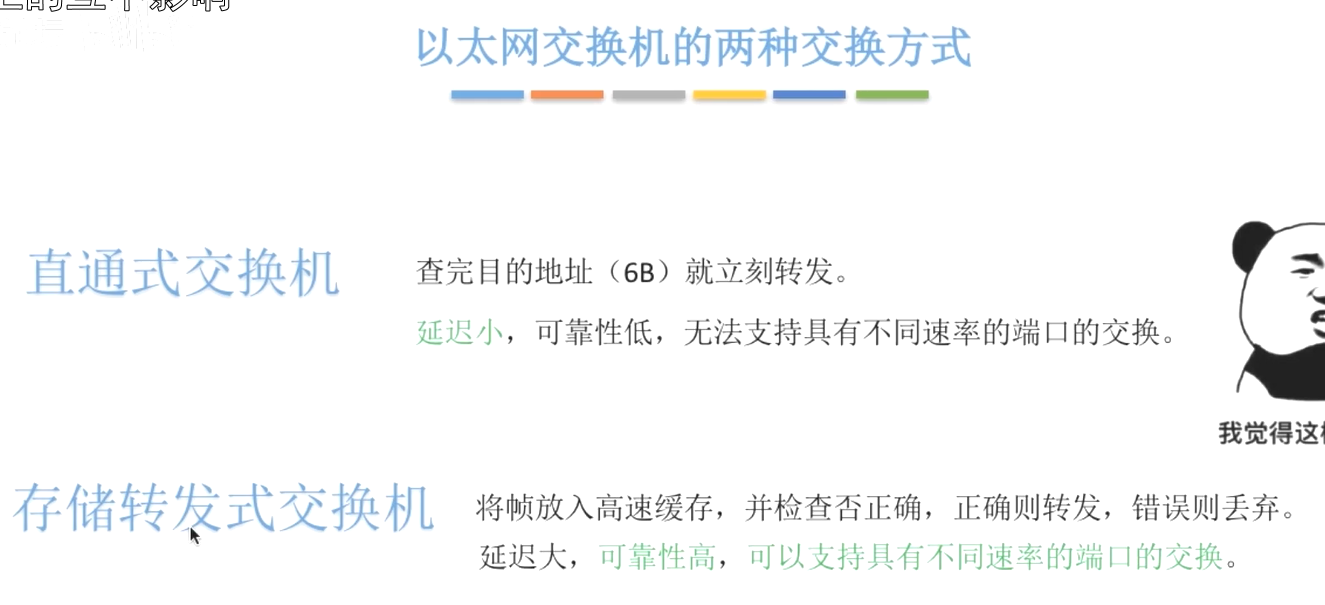 以太网交换机的两种交换方式
直通式交换机
查完目的地址（6B）就立刻转发。
延迟小，可靠性低，无法支持具有不同速率的端口的交换。
我觉得这
存储转发式交换机
将帧放入高速缓存，并检查否正确，正确则转发，错误则丢弃。
延迟大，可靠性高，可以支持具有不同速率的端口的交换。